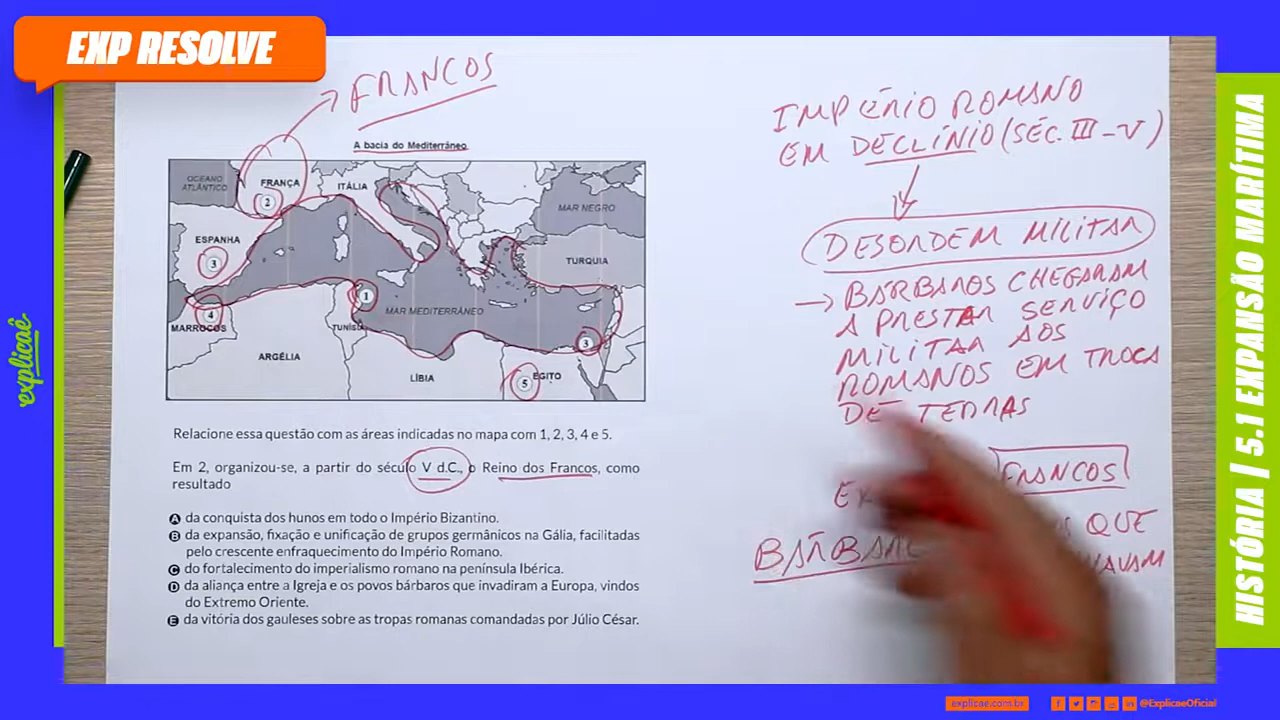 EXP RESOLVE
FRANCOS
A bacia do Mediterrâneo
OCEANO
ATLÂNTICO
FRANÇA
ITÁLIA
2
MAR NEGRO
ESPANHA
3
TURQUIA
1
4
MAR MEDITERRÂNEO
MARROCOS
TUNÍSIA
3
ARGÉLIA
LÍBIA
5
EGITO
Relacione essa questão com as áreas indicadas no mapa com 1, 2, 3, 4 e 5.
Em 2, organizou-se, a partir do século V d.C., o Reino dos Francos, como
resultado
A da conquista dos hunos em todo o Império Bizantino.
B da expansão, fixação e unificação de grupos germânicos na Gália, facilitadas
pelo crescente enfraquecimento do Império Romano.
C do fortalecimento do imperialismo romano na península Ibérica.
D da aliança entre a Igreja e os povos bárbaros que invadiram a Europa, vindos
do Extremo Oriente.
E da vitória dos gauleses sobre as tropas romanas comandadas por Júlio César.
IMPÉRIO ROMANO
EM DECLÍNIO (SÉC. III - V)
DESORDEM MILITAR
BÁRBAROS CHEGARAM
A PRESTAR SERVIÇO
MILITAR AOS
ROMANOS EM TROCA
DE TERRAS
FRANCOS
QUE
explicaê
HISTÓRIA | 5.1 EXPANSÃO MARÍTIMA
explicae.com.br
@ExplicaeOficial